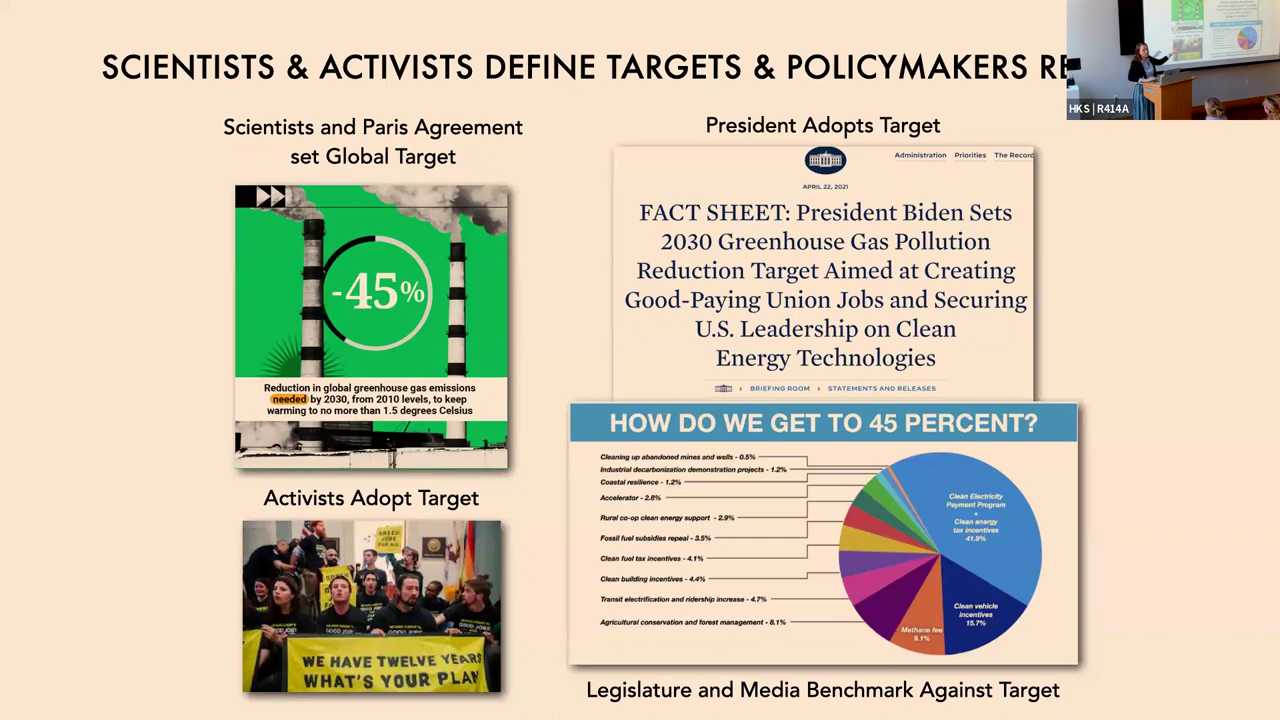 SCIENTISTS & ACTIVISTS DEFINE TARGETS & POLICYMAKERS RE
HKS | R414A
Scientists and Paris Agreement
set Global Target
-45%
Reduction in global greenhouse gas emissions
needed by 2030, from 2010 levels, to keep
warming to no more than 1.5 degrees Celsius
Activists Adopt Target
GREEN
JOBS
FOR ALL
WE HAVE TWELVE YEARS
WHAT'S YOUR PLAN
President Adopts Target
Administration Priorities The Record
APRIL 22, 2021
FACT SHEET: President Biden Sets
2030 Greenhouse Gas Pollution
Reduction Target Aimed at Creating
Good-Paying Union Jobs and Securing
U.S. Leadership on Clean
Energy Technologies
BRIEFING ROOM STATEMENTS AND RELEASES
HOW DO WE GET TO 45 PERCENT?
Cleaning up abandoned mines and wells - 0.5%
Industrial decarbonization demonstration projects - 1.2%
Coastal resilience - 1.2%
Accelerator - 2.8%
Rural co-op clean energy support - 2.9%
Fossil fuel subsidies repeal - 3.5%
Clean fuel tax incentives - 4.1%
Clean building incentives - 4.4%
Transit electrification and ridership increase - 4.7%
Agricultural conservation and forest management - 8.1%
Clean Electricity
Payment Program
+
Clean energy
tax incentives
41.9%
Clean vehicle
incentives
15.7%
Methane fee
9.1%
Legislature and Media Benchmark Against Target